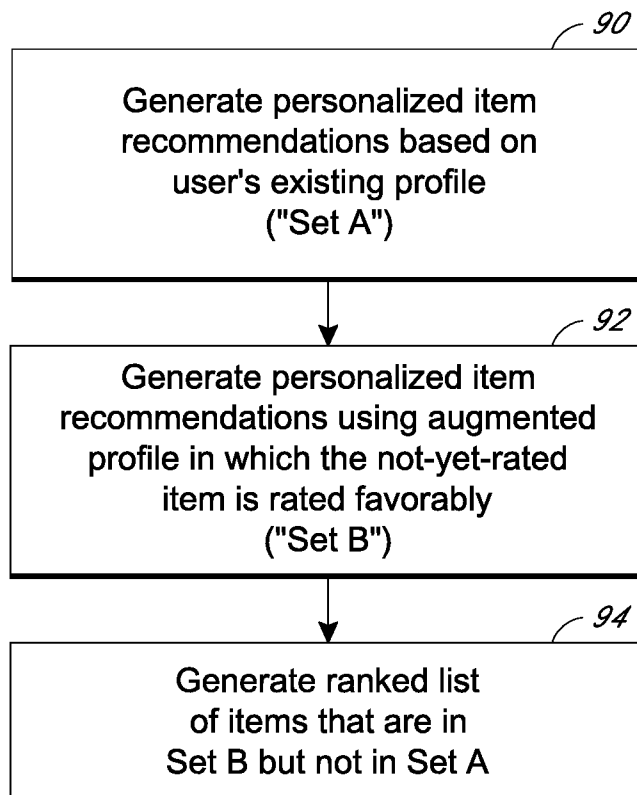 90
Generate personalized item
recommendations based on
user's existing profile
("Set A")
92
Generate personalized item
recommendations using augmented
profile in which the not-yet-rated
item is rated favorably
("Set B")
94
Generate ranked list
of items that are in
Set B but not in Set A